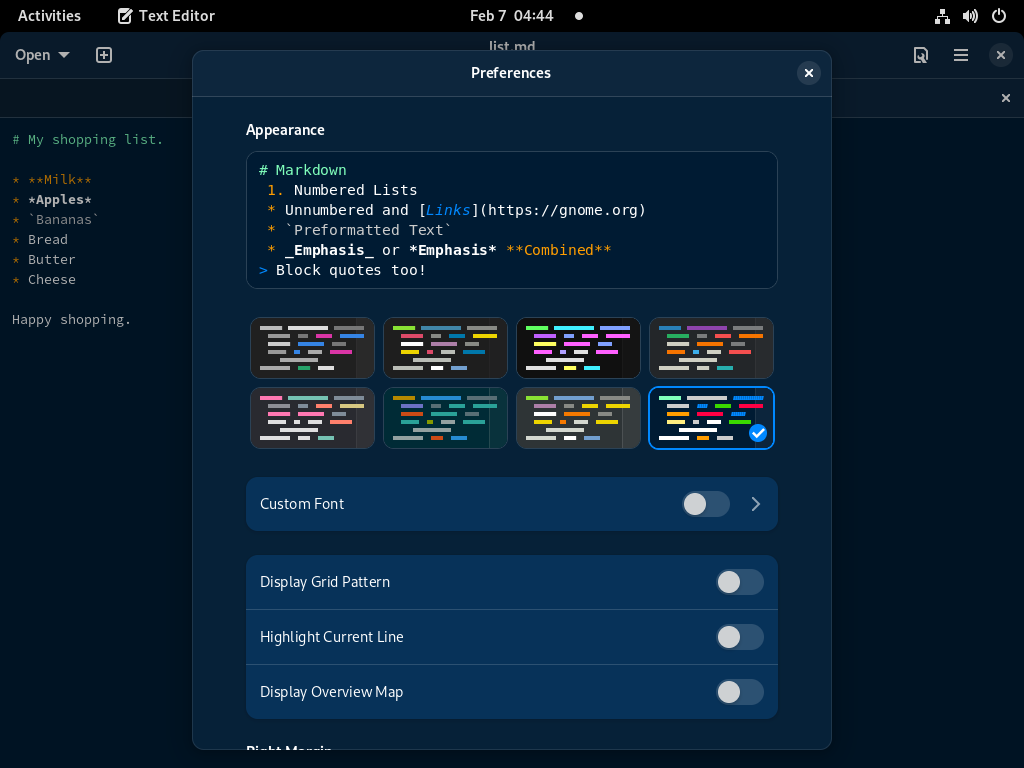 Activities Text Editor Feb 7 04:44
Open list.md
Preferences
# My shopping list.
* **Milk**
* *Apples*
* `Bananas`
* Bread
* Butter
* Cheese
Happy shopping.
Appearance
# Markdown
1. Numbered Lists
* Unnumbered and [Links](https://gnome.org)
* `Preformatted Text`
* _Emphasis_ or *Emphasis* **Combined**
> Block quotes too!
Custom Font
Display Grid Pattern
Highlight Current Line
Display Overview Map
Right Margin